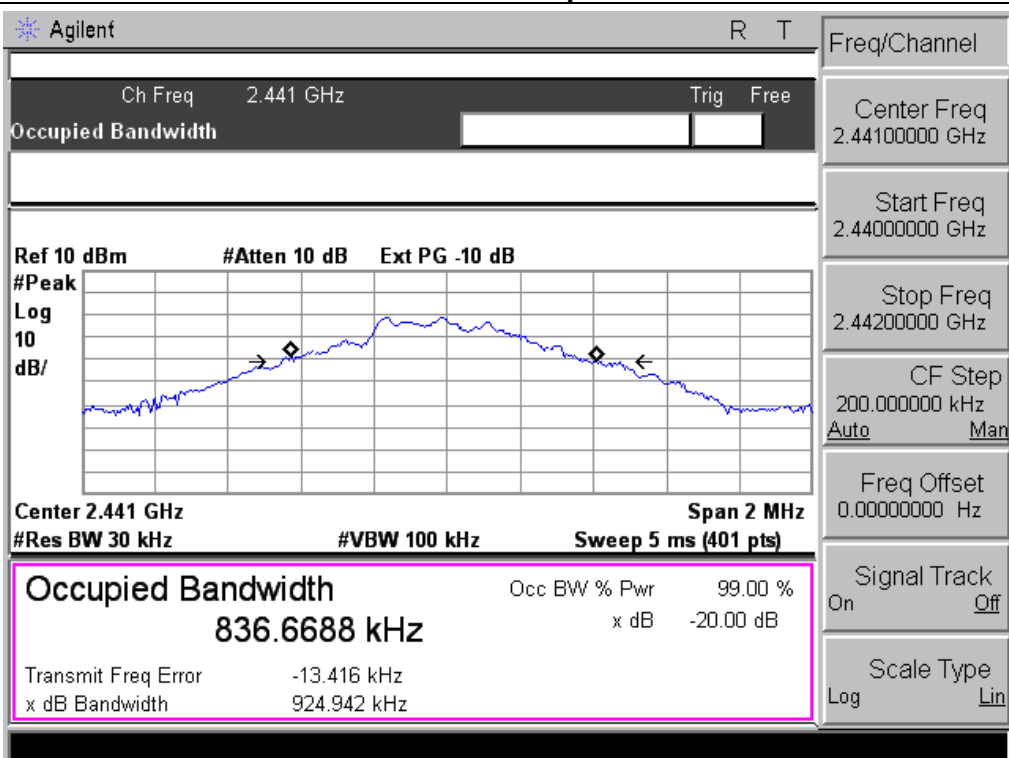 Agilent R T
Ch Freq 2.441 GHz Trig Free
Occupied Bandwidth
Ref 10 dBm #Atten 10 dB Ext PG -10 dB
#Peak
Log
10
dB/
Center 2.441 GHz Span 2 MHz
#Res BW 30 kHz #VBW 100 kHz Sweep 5 ms (401 pts)
Occupied Bandwidth Occ BW % Pwr 99.00 %
836.6688 kHz x dB -20.00 dB
Transmit Freq Error -13.416 kHz
x dB Bandwidth 924.942 kHz
Freq/Channel
Center Freq
2.44100000 GHz
Start Freq
2.44000000 GHz
Stop Freq
2.44200000 GHz
CF Step
200.000000 kHz
Auto Man
Freq Offset
0.00000000 Hz
Signal Track
On Off
Scale Type
Log Lin